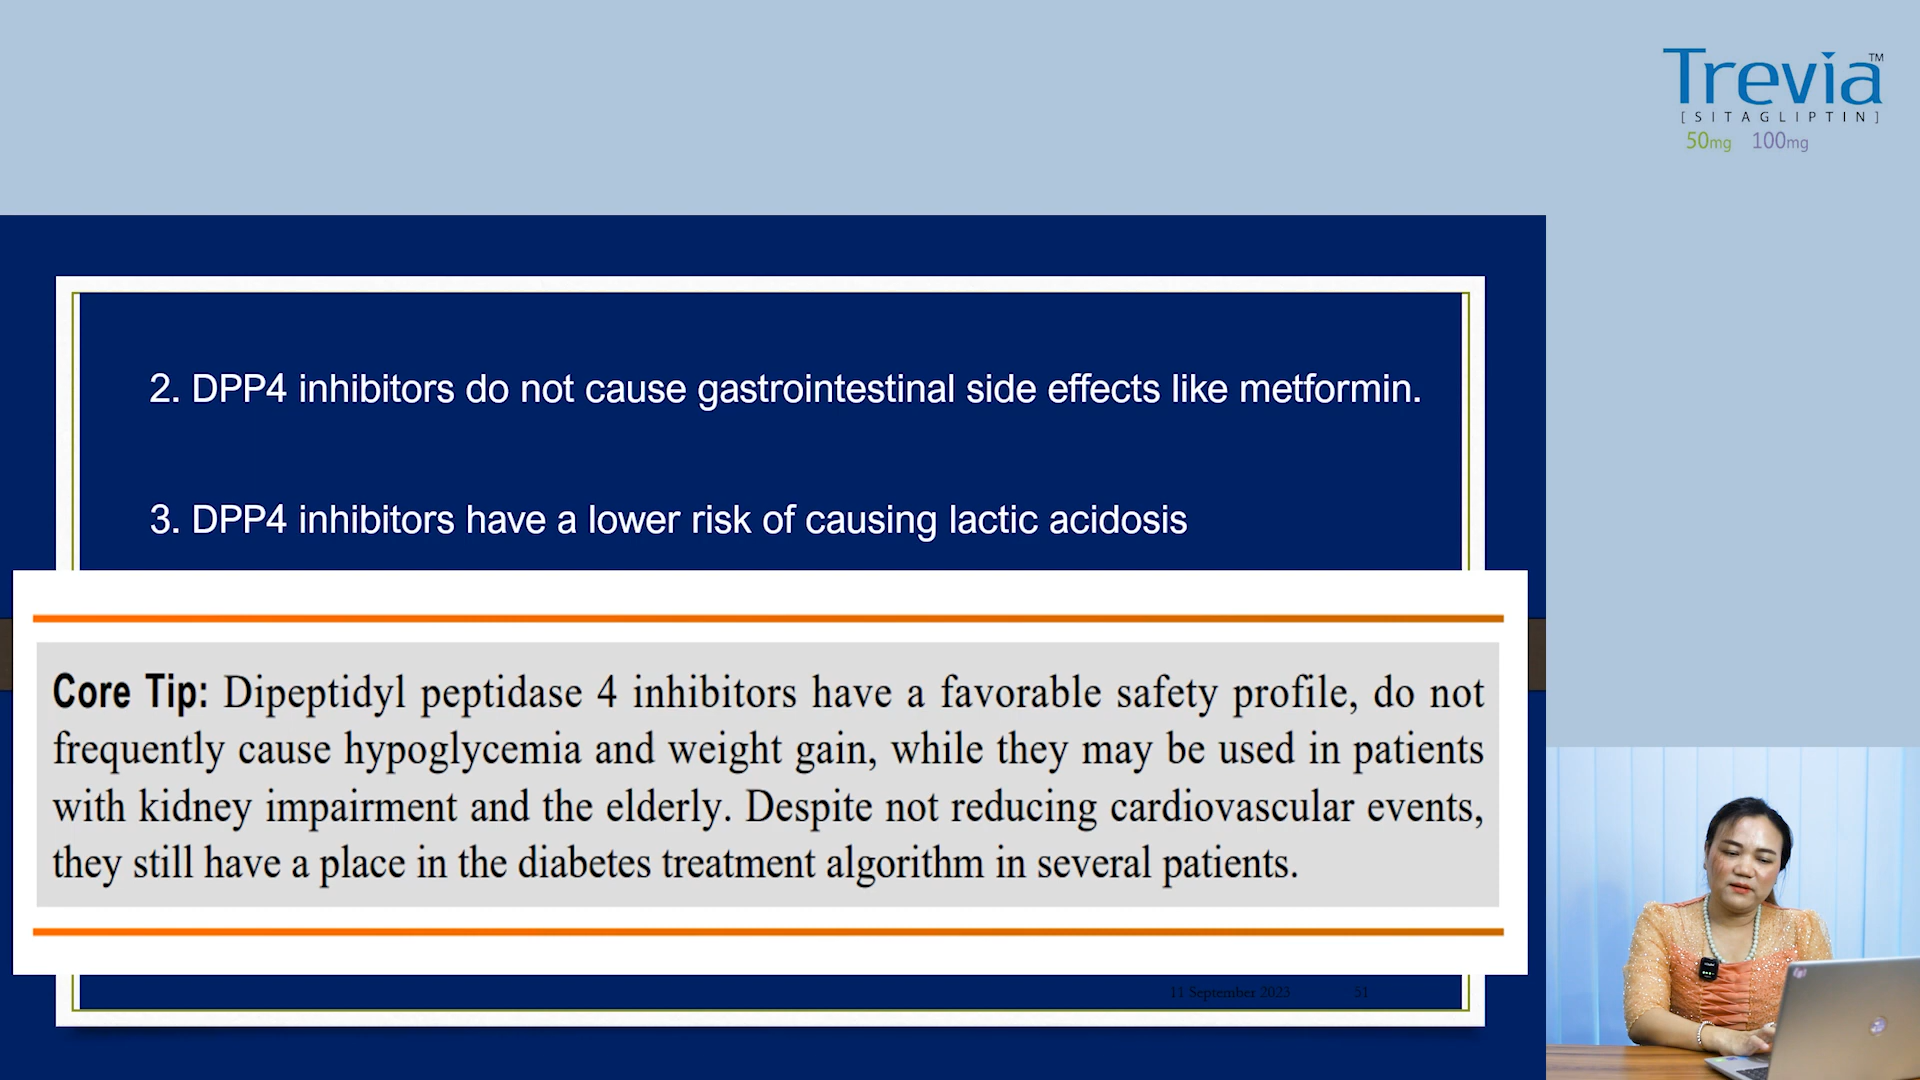 Trevia™
[SITAGLIPTIN]
50mg 100mg
2. DPP4 inhibitors do not cause gastrointestinal side effects like metformin.
3. DPP4 inhibitors have a lower risk of causing lactic acidosis
Core Tip: Dipeptidyl peptidase 4 inhibitors have a favorable safety profile, do not
frequently cause hypoglycemia and weight gain, while they may be used in patients
with kidney impairment and the elderly. Despite not reducing cardiovascular events,
they still have a place in the diabetes treatment algorithm in several patients.
11 September 2023 51